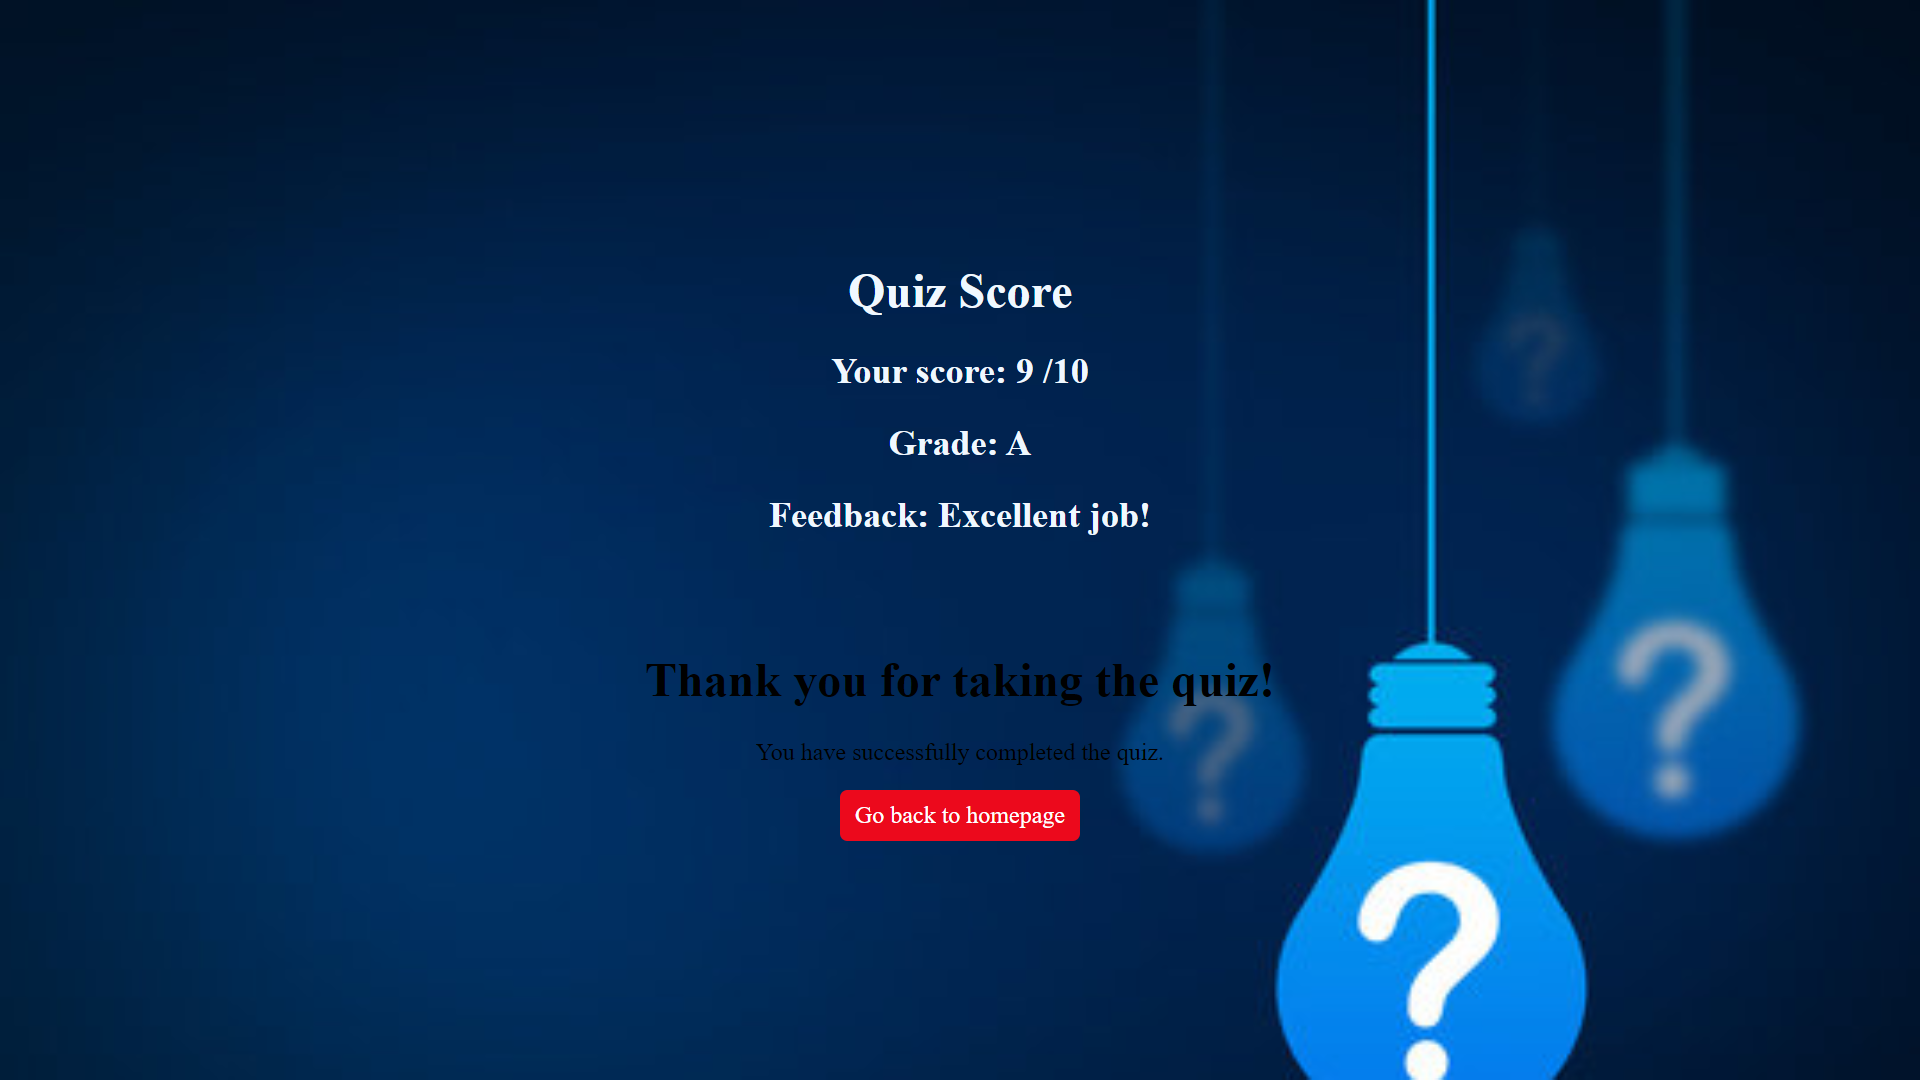 Quiz Score
Your score: 9 /10
Grade: A
Feedback: Excellent job!
Thank you for taking the quiz!
You have successfully completed the quiz.
Go back to homepage
?
?
?
?